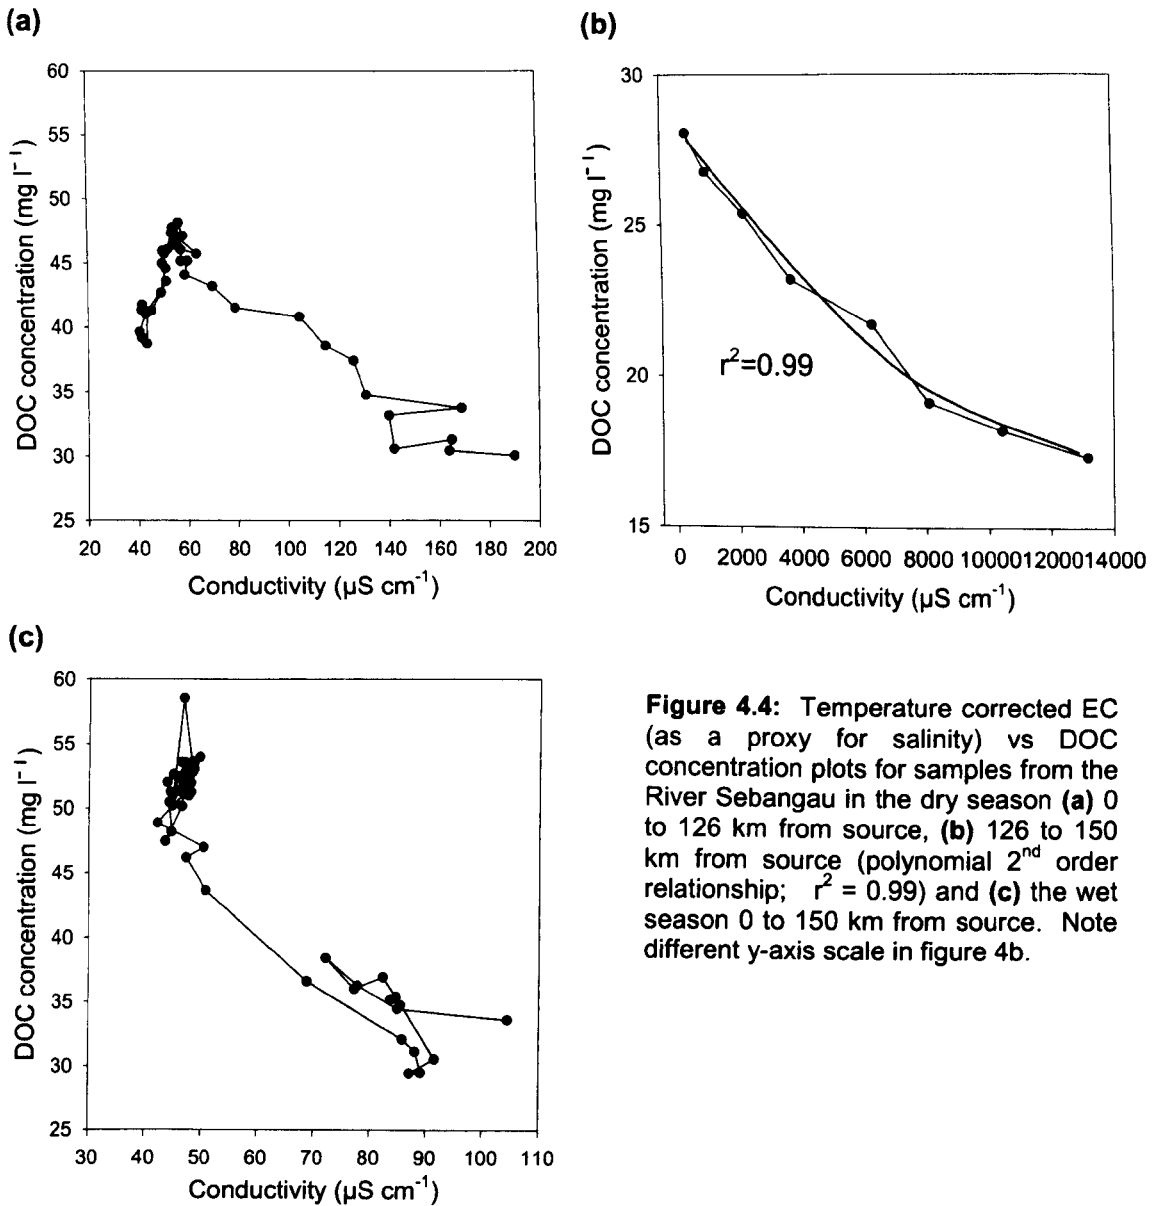 (a)
60
55
50
45
40
35
30
25
DOC concentration (mg l⁻¹)
20 40 60 80 100 120 140 160 180 200
Conductivity (µS cm⁻¹)
(b)
30
25
20
15
DOC concentration (mg l⁻¹)
r²=0.99
0 2000 4000 6000 8000 10000 12000 14000
Conductivity (µS cm⁻¹)
(c)
60
55
50
45
40
35
30
25
DOC concentration (mg l⁻¹)
30 40 50 60 70 80 90 100 110
Conductivity (µS cm⁻¹)
Figure 4.4: Temperature corrected EC
(as a proxy for salinity) vs DOC
concentration plots for samples from the
River Sebangau in the dry season (a) 0
to 126 km from source, (b) 126 to 150
km from source (polynomial 2ⁿᵈ order
relationship; r² = 0.99) and (c) the wet
season 0 to 150 km from source. Note
different y-axis scale in figure 4b.